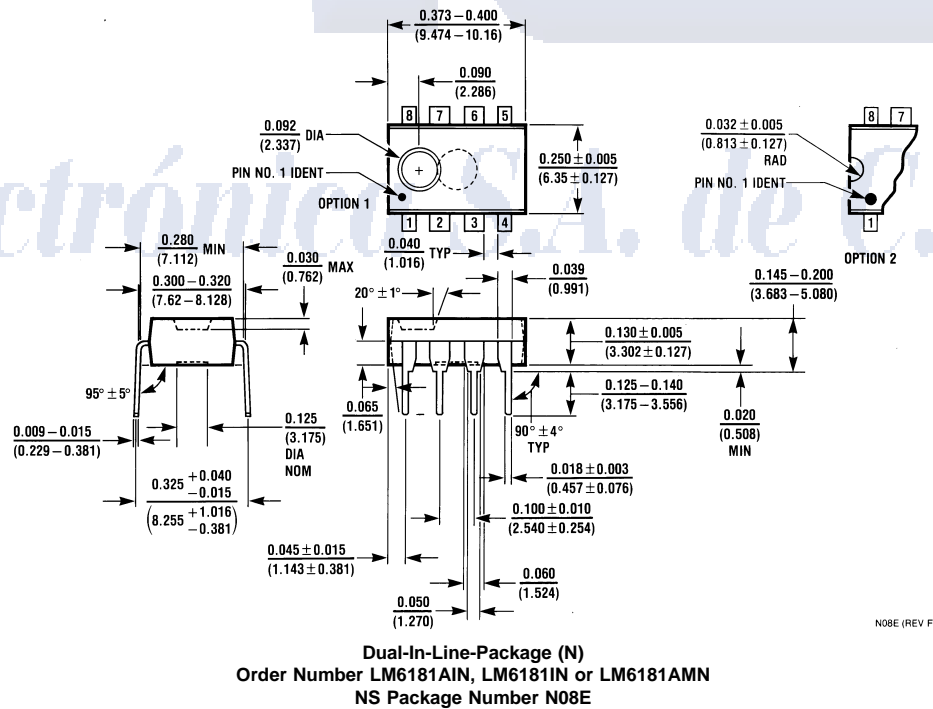 0.373 – 0.400
(9.474 – 10.16)
0.090
(2.286)
8 7 6 5
0.092 DIA
(2.337)
PIN NO. 1 IDENT
OPTION 1
0.250 ± 0.005
(6.35 ± 0.127)
1 2 3 4
8 7
0.032 ± 0.005
(0.813 ± 0.127)
RAD
PIN NO. 1 IDENT
1
OPTION 2
ctrónico S.A. de C.
0.280 MIN
(7.112)
0.030 MAX
(0.762)
0.300 – 0.320
(7.62 – 8.128)
0.040 TYP
(1.016)
0.039
(0.991)
20° ± 1°
0.145 – 0.200
(3.683 – 5.080)
0.130 ± 0.005
(3.302 ± 0.127)
0.125 – 0.140
(3.175 – 3.556)
0.020
(0.508)
MIN
95° ± 5°
0.065
(1.651)
90° ± 4°
TYP
0.009 – 0.015
(0.229 – 0.381)
0.125
(3.175)
DIA
NOM
0.018 ± 0.003
(0.457 ± 0.076)
0.325 +0.040 −0.015
(8.255 +1.016 −0.381)
0.100 ± 0.010
(2.540 ± 0.254)
0.045 ± 0.015
(1.143 ± 0.381)
0.060
(1.524)
0.050
(1.270)
N08E (REV F
Dual-In-Line-Package (N)
Order Number LM6181AIN, LM6181IN or LM6181AMN
NS Package Number N08E